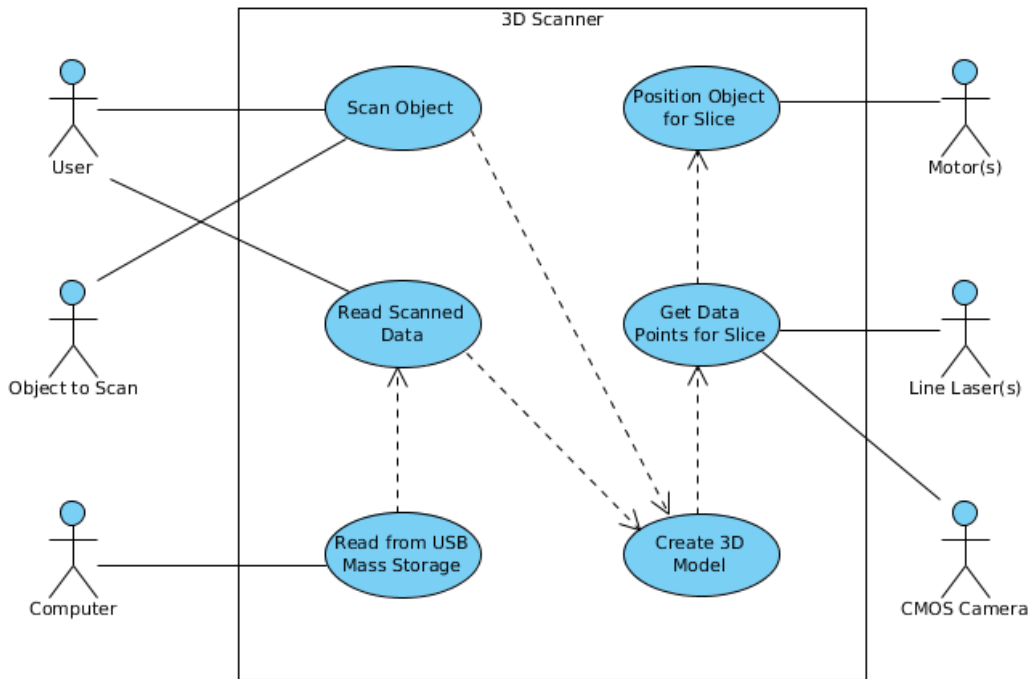 3D Scanner
Scan Object
Position Object
for Slice
User
Motor(s)
Read Scanned
Data
Get Data
Points for Slice
Object to Scan
Line Laser(s)
Read from USB
Mass Storage
Create 3D
Model
Computer
CMOS Camera